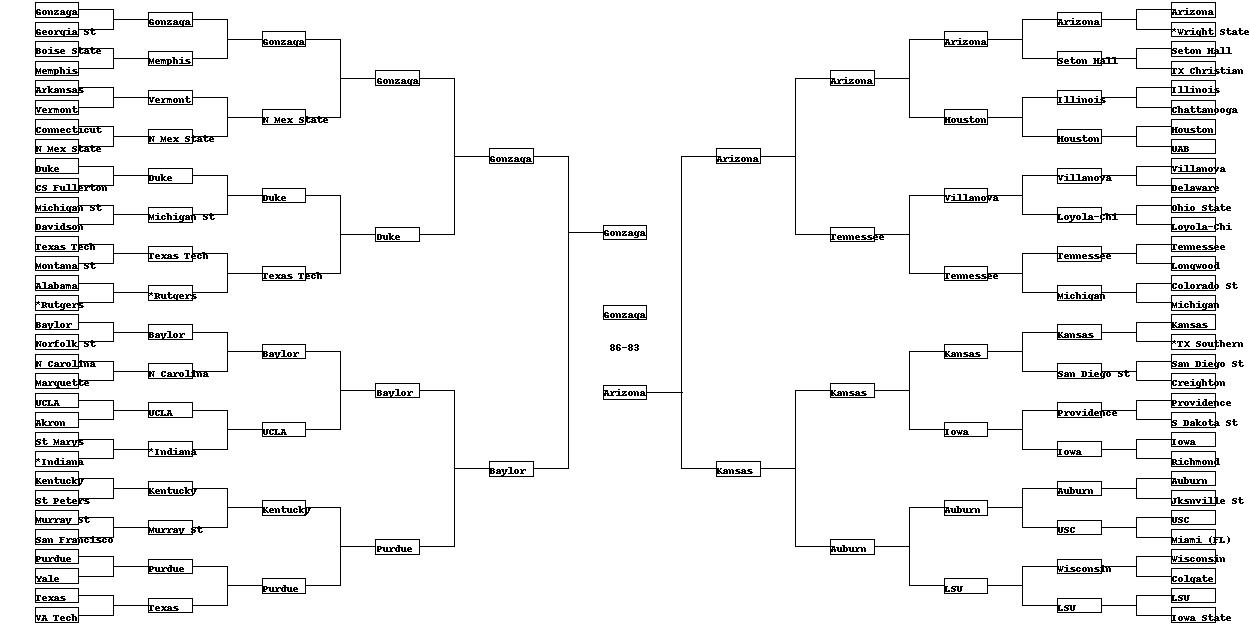 Gonzaga
Georgia St
Boise State
Memphis
Arkansas
Vermont
Connecticut
N Mex State
Duke
CS Fullerton
Michigan St
Davidson
Texas Tech
Montana St
Alabama
*Rutgers
Baylor
Norfolk St
N Carolina
Marquette
UCLA
Akron
St Marys
*Indiana
Kentucky
St Peters
Murray St
San Francisco
Purdue
Yale
Texas
VA Tech
Gonzaga
Memphis
Vermont
N Mex State
Duke
Michigan St
Texas Tech
*Rutgers
Baylor
N Carolina
UCLA
*Indiana
Kentucky
Murray St
Purdue
Texas
Gonzaga
N Mex State
Duke
Texas Tech
Baylor
UCLA
Kentucky
Purdue
Gonzaga
Duke
Baylor
Purdue
Gonzaga
Baylor
Gonzaga
Gonzaga
86-83
Arizona
Arizona
Kansas
Arizona
Tennessee
Kansas
Auburn
Arizona
Houston
Villanova
Tennessee
Kansas
Iowa
Auburn
LSU
Arizona
Seton Hall
Illinois
Houston
Villanova
Loyola-Chi
Tennessee
Michigan
Kansas
San Diego St
Providence
Iowa
Auburn
USC
Wisconsin
LSU
Arizona
*Wright State
Seton Hall
TX Christian
Illinois
Chattanooga
Houston
UAB
Villanova
Delaware
Ohio State
Loyola-Chi
Tennessee
Longwood
Colorado St
Michigan
Kansas
*TX Southern
San Diego St
Creighton
Providence
S Dakota St
Iowa
Richmond
Auburn
Jksnville St
USC
Miami (FL)
Wisconsin
Colgate
LSU
Iowa State